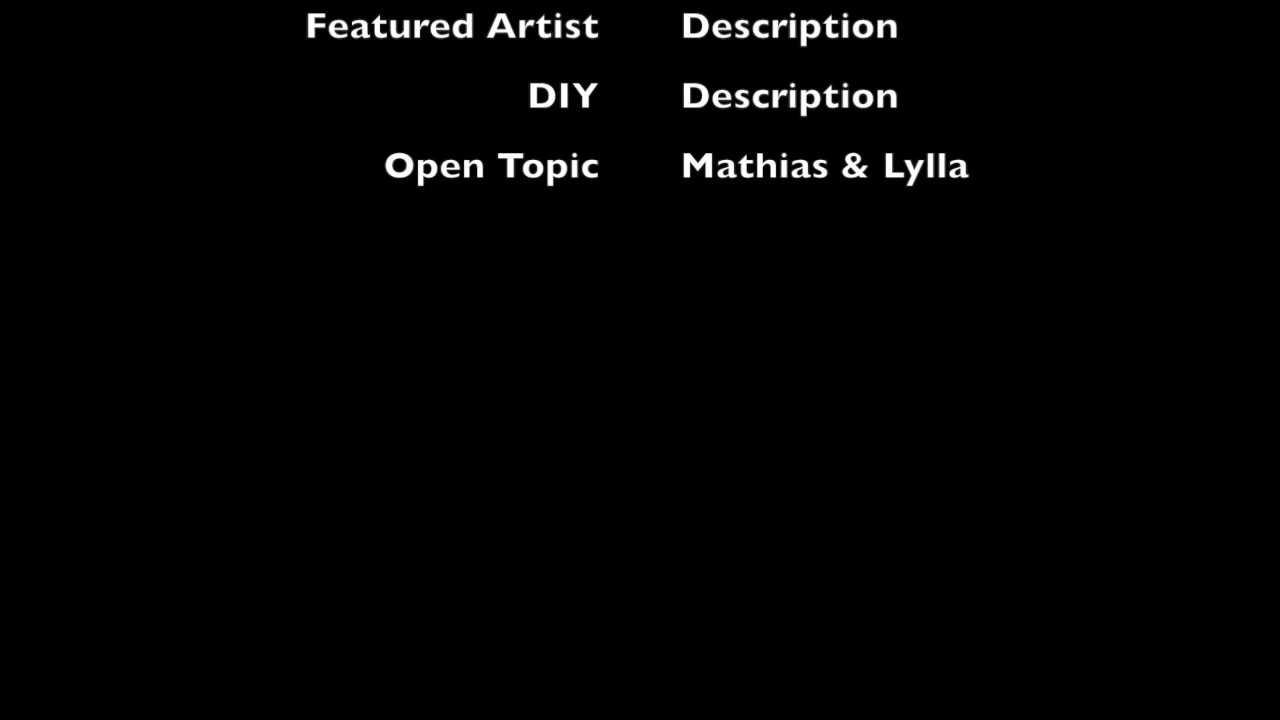 Featured Artist Description
DIY Description
Open Topic Mathias & Lylla